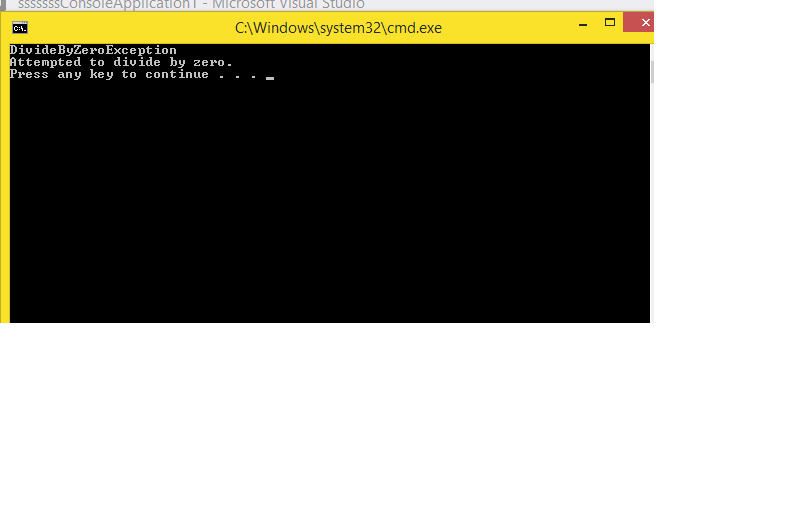 sssssssConsoleApplication1 - Microsoft Visual Studio
C:\Windows\system32\cmd.exe
DivideByZeroException
Attempted to divide by zero.
Press any key to continue . . . _